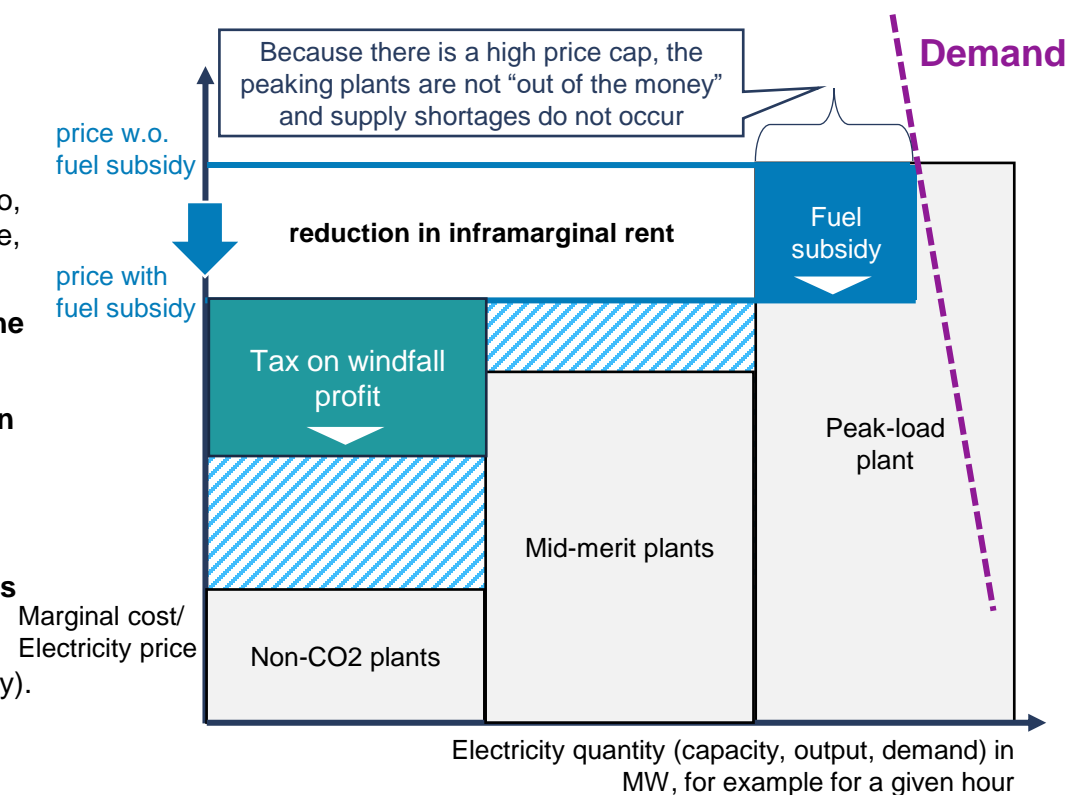 Because there is a high price cap, the
peaking plants are not “out of the money”
and supply shortages do not occur
Demand
price w.o.
fuel subsidy
o,
e,
reduction in inframarginal rent
Fuel
subsidy
price with
fuel subsidy
ne
Tax on windfall
profit
n
Peak-load
plant
Mid-merit plants
s
Marginal cost/
Electricity price
Non-CO2 plants
y).
Electricity quantity (capacity, output, demand) in
MW, for example for a given hour